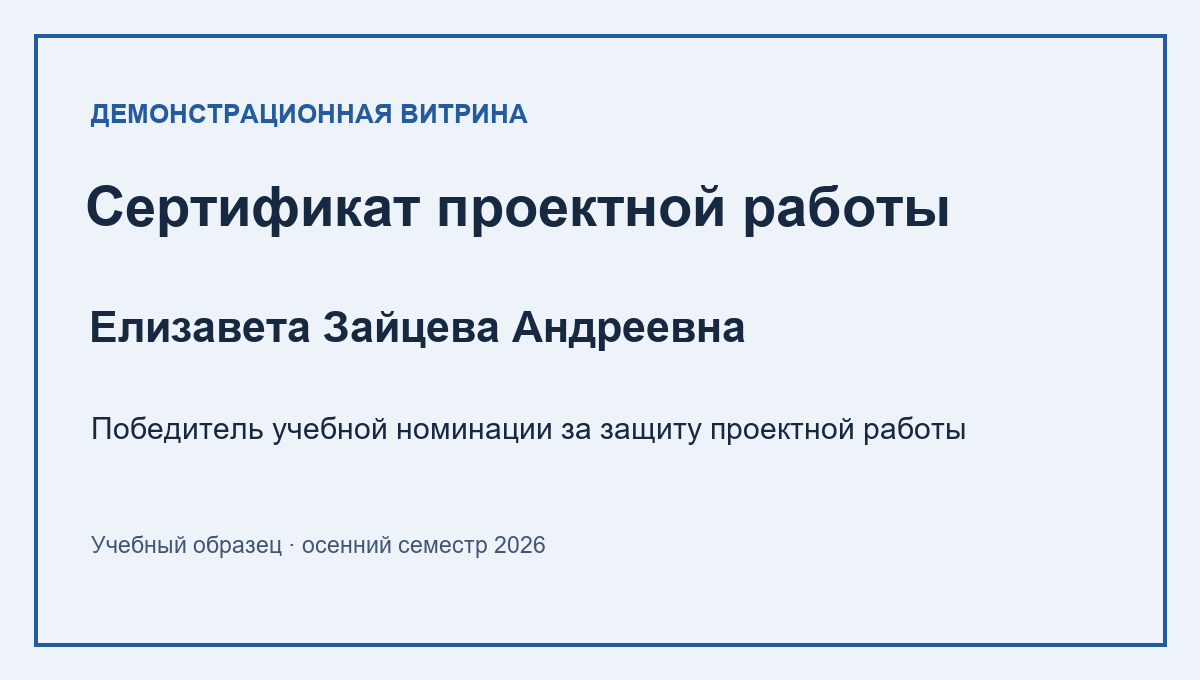 ДЕМОНСТРАЦИОННАЯ ВИТРИНА
Сертификат проектной работы
Елизавета Зайцева Андреевна
Победитель учебной номинации за защиту проектной работы
Учебный образец · осенний семестр 2026